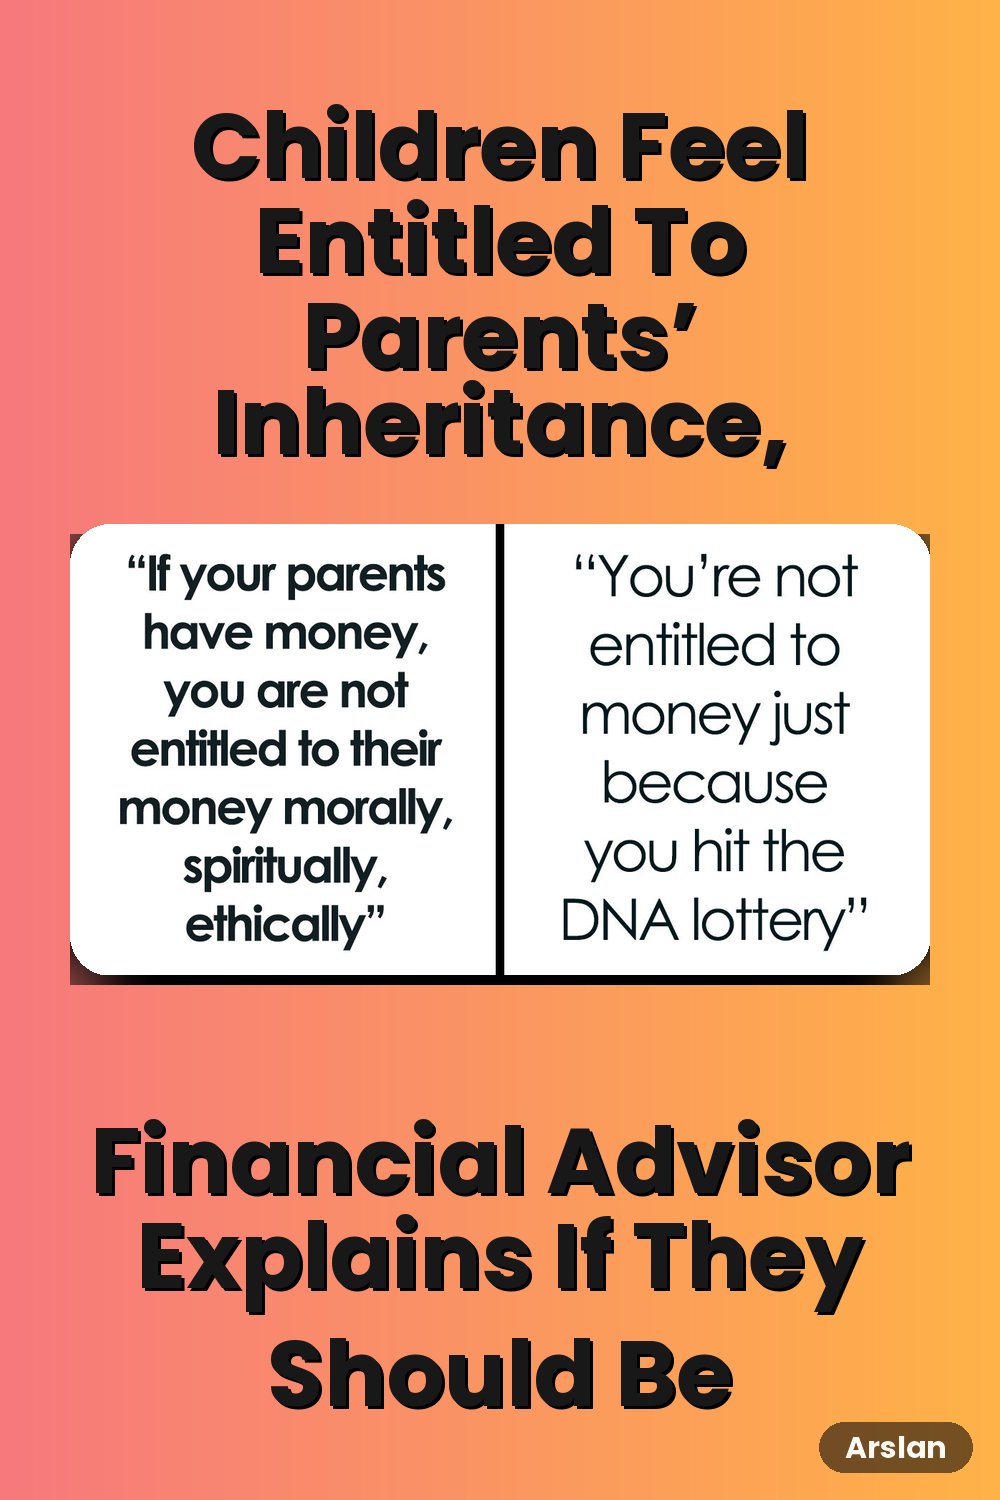 Children Feel
Entitled To
Parents’
Inheritance,
“If your parents
have money,
you are not
entitled to their
money morally,
spiritually,
ethically”
“You’re not
entitled to
money just
because
you hit the
DNA lottery”
Financial Advisor
Explains If They
Should Be
Arslan